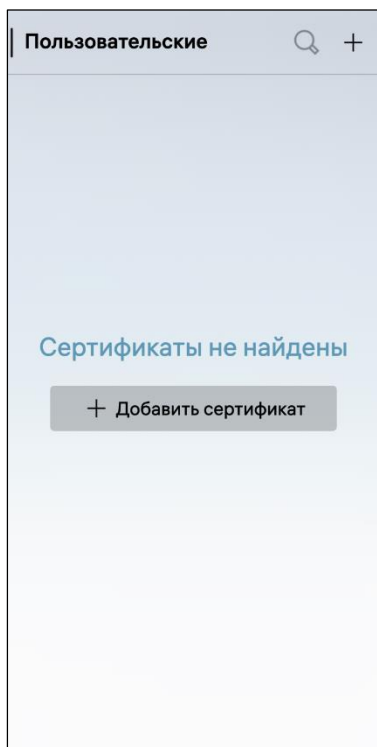 Пользовательские
Сертификаты не найдены
+ Добавить сертификат